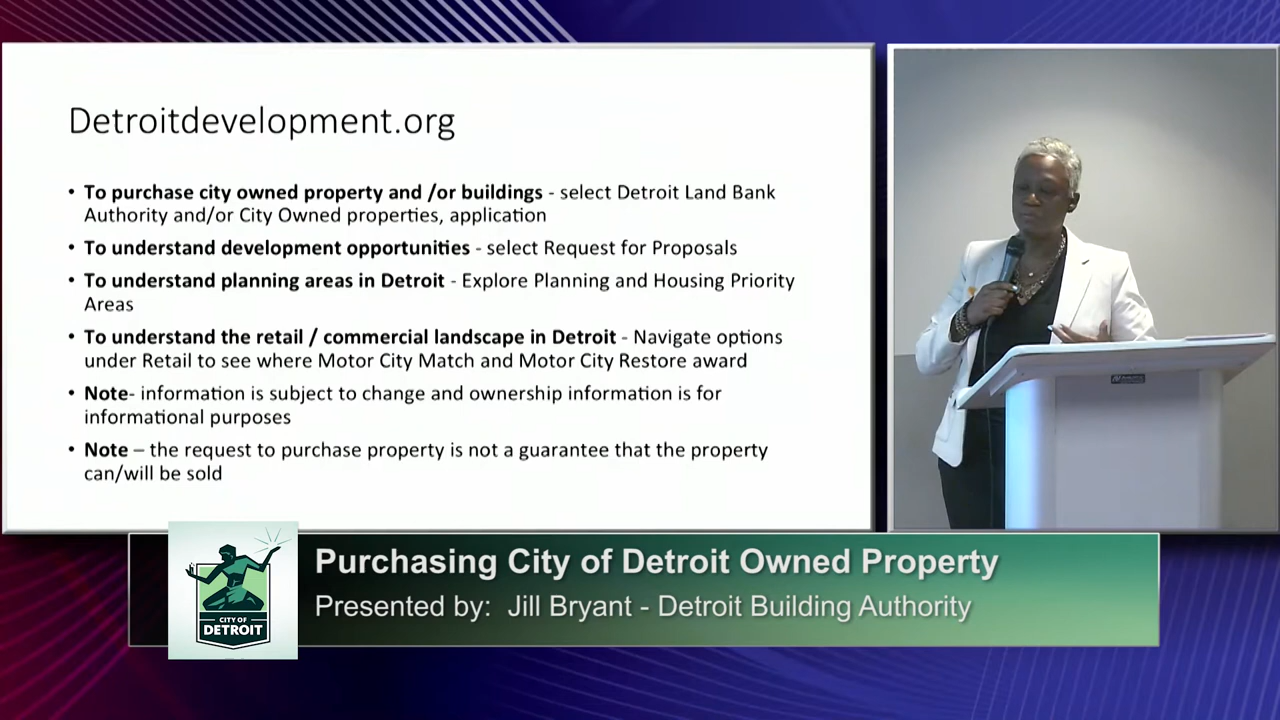 Detroitdevelopment.org
• To purchase city owned property and /or buildings - select Detroit Land Bank
Authority and/or City Owned properties, application
• To understand development opportunities - select Request for Proposals
• To understand planning areas in Detroit - Explore Planning and Housing Priority
Areas
• To understand the retail / commercial landscape in Detroit - Navigate options
under Retail to see where Motor City Match and Motor City Restore award
• Note- information is subject to change and ownership information is for
informational purposes
• Note – the request to purchase property is not a guarantee that the property
can/will be sold
Purchasing City of Detroit Owned Property
Presented by: Jill Bryant - Detroit Building Authority
CITY OF
DETROIT